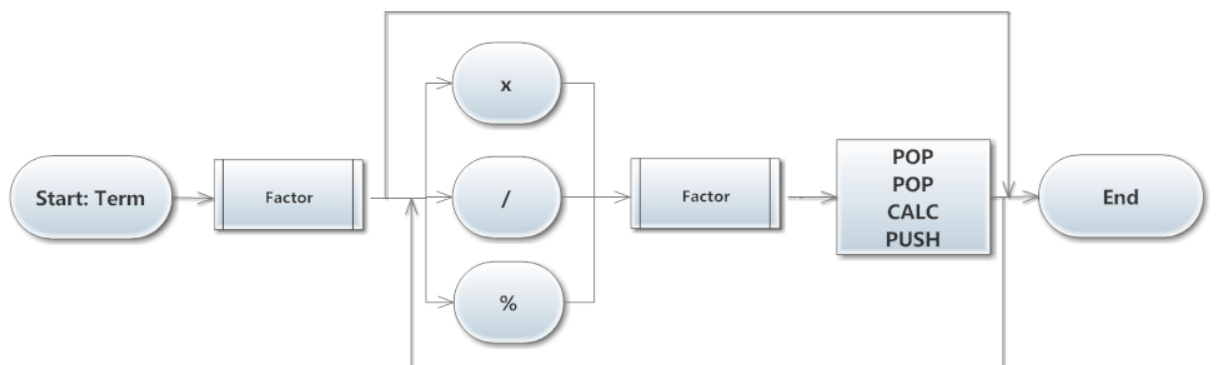 x
Start: Term
Factor
/
Factor
POP
POP
CALC
PUSH
End
%